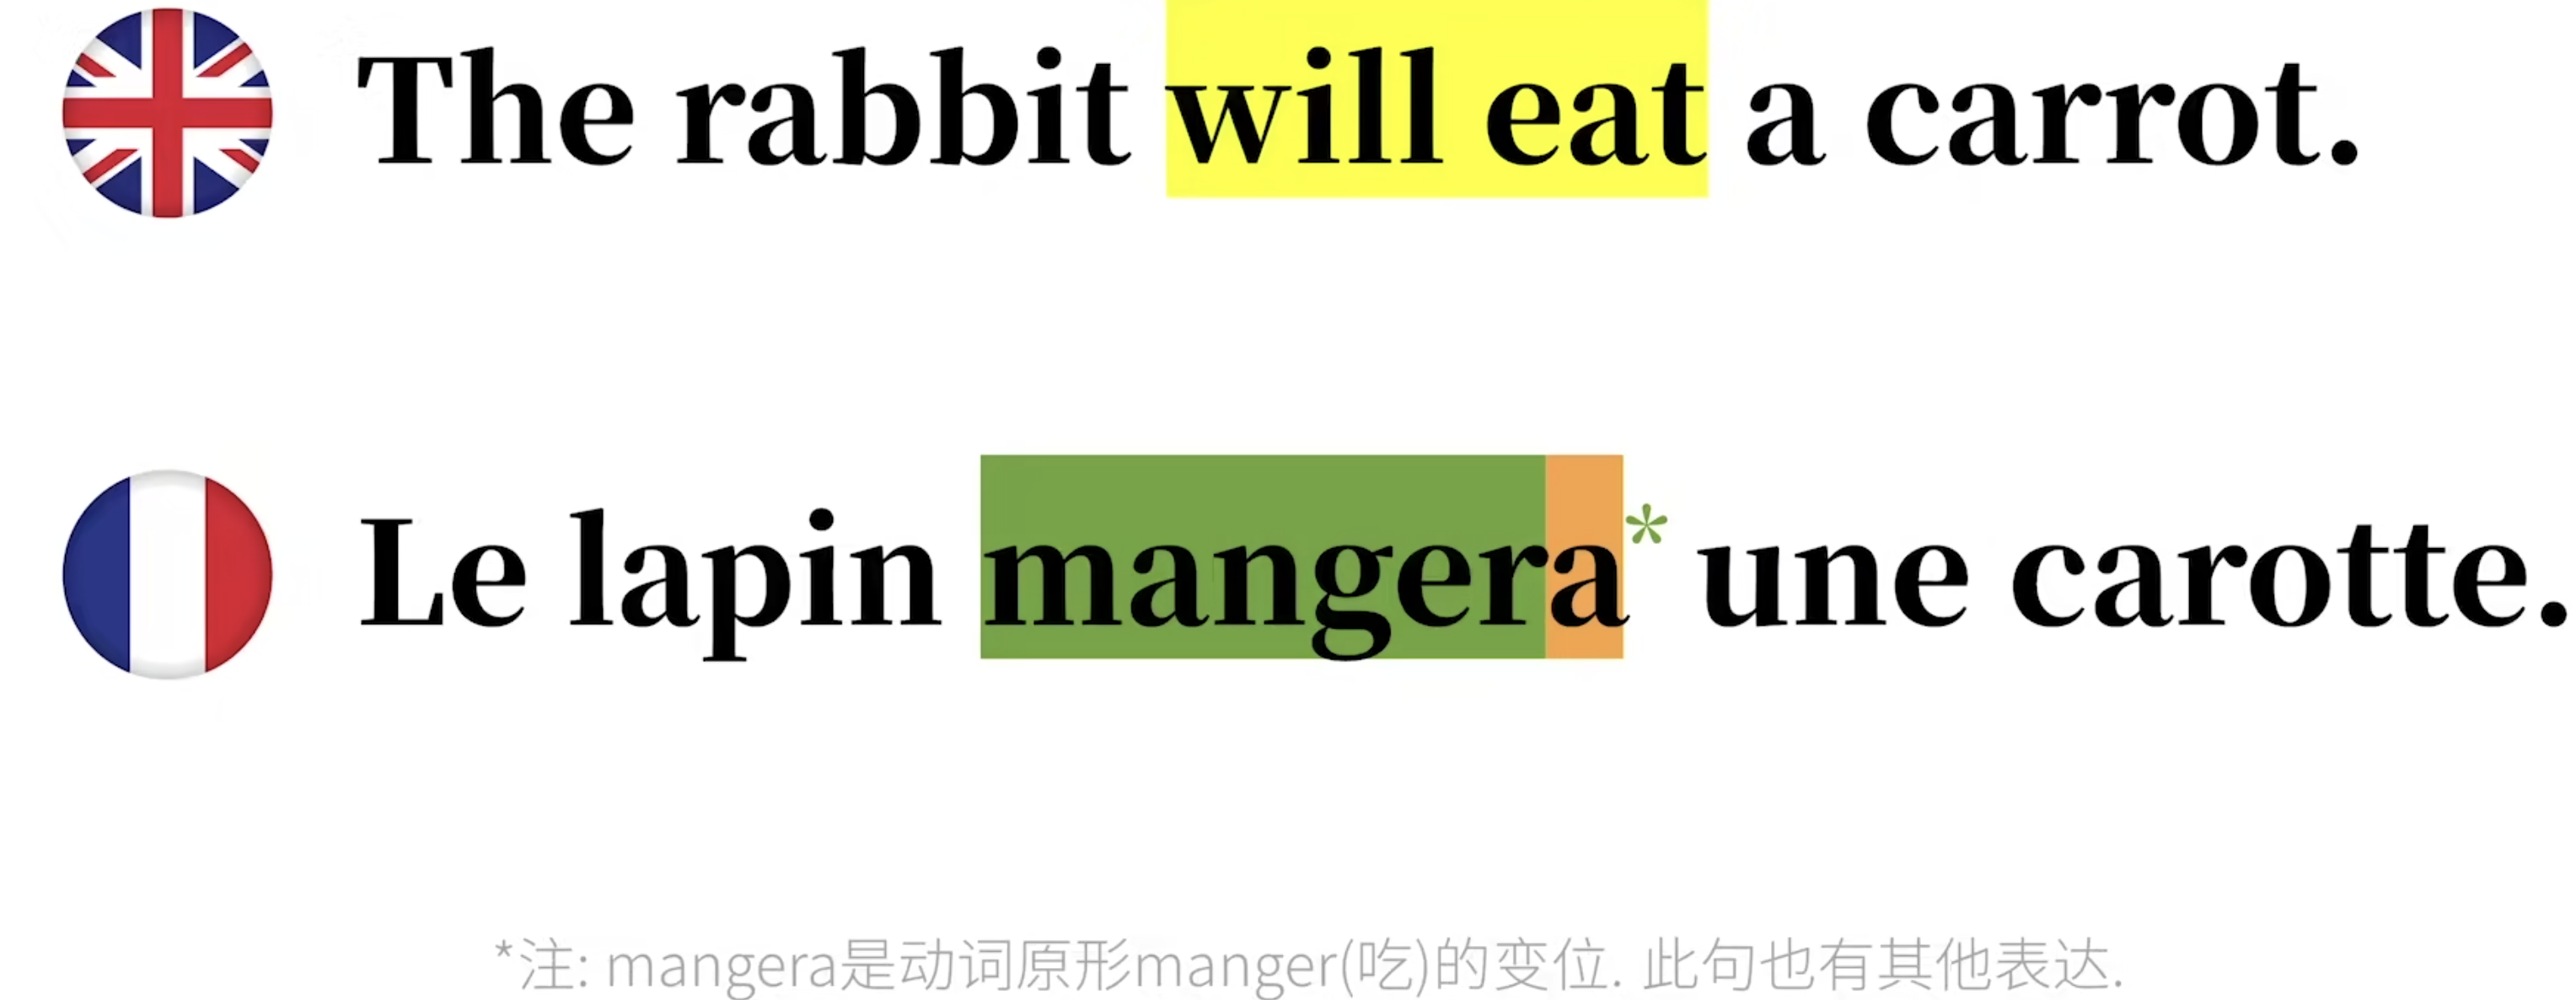 The rabbit will eat a carrot.
Le lapin mangera* une carotte.
*注: mangera是动词原形manger(吃)的变位. 此句也有其他表达.